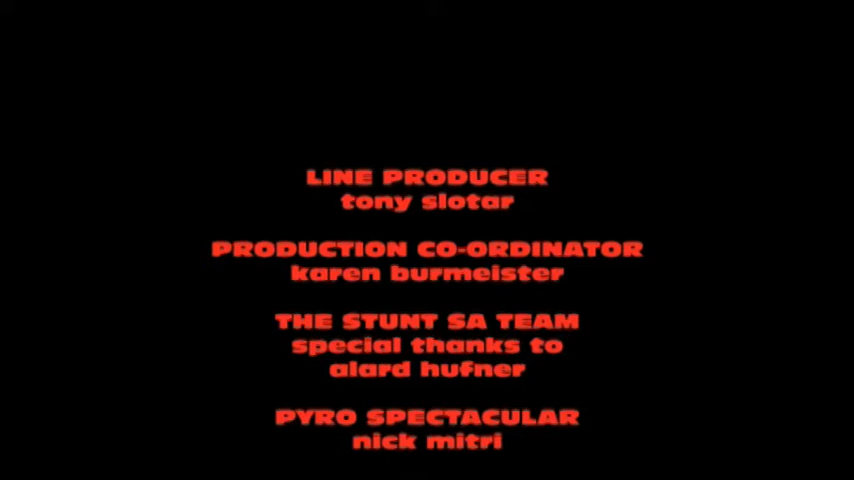 LINE PRODUCER
tony slotar
PRODUCTION CO-ORDINATOR
karen burmeister
THE STUNT SA TEAM
special thanks to
alard hufner
PYRO SPECTACULAR
nick mitri